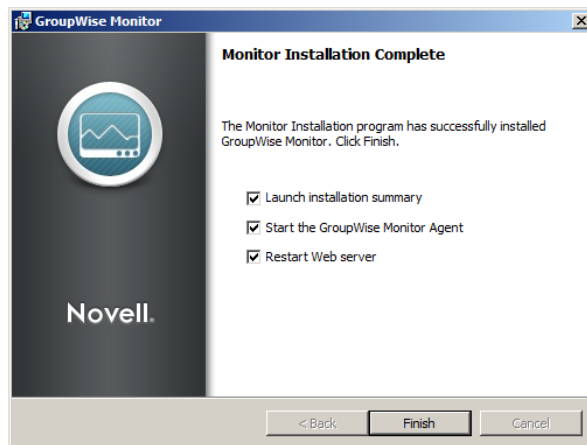 GroupWise Monitor
Monitor Installation Complete
The Monitor Installation program has successfully installed
GroupWise Monitor. Click Finish.
Launch installation summary
Start the GroupWise Monitor Agent
Restart Web server
Novell.
< Back
Finish
Cancel